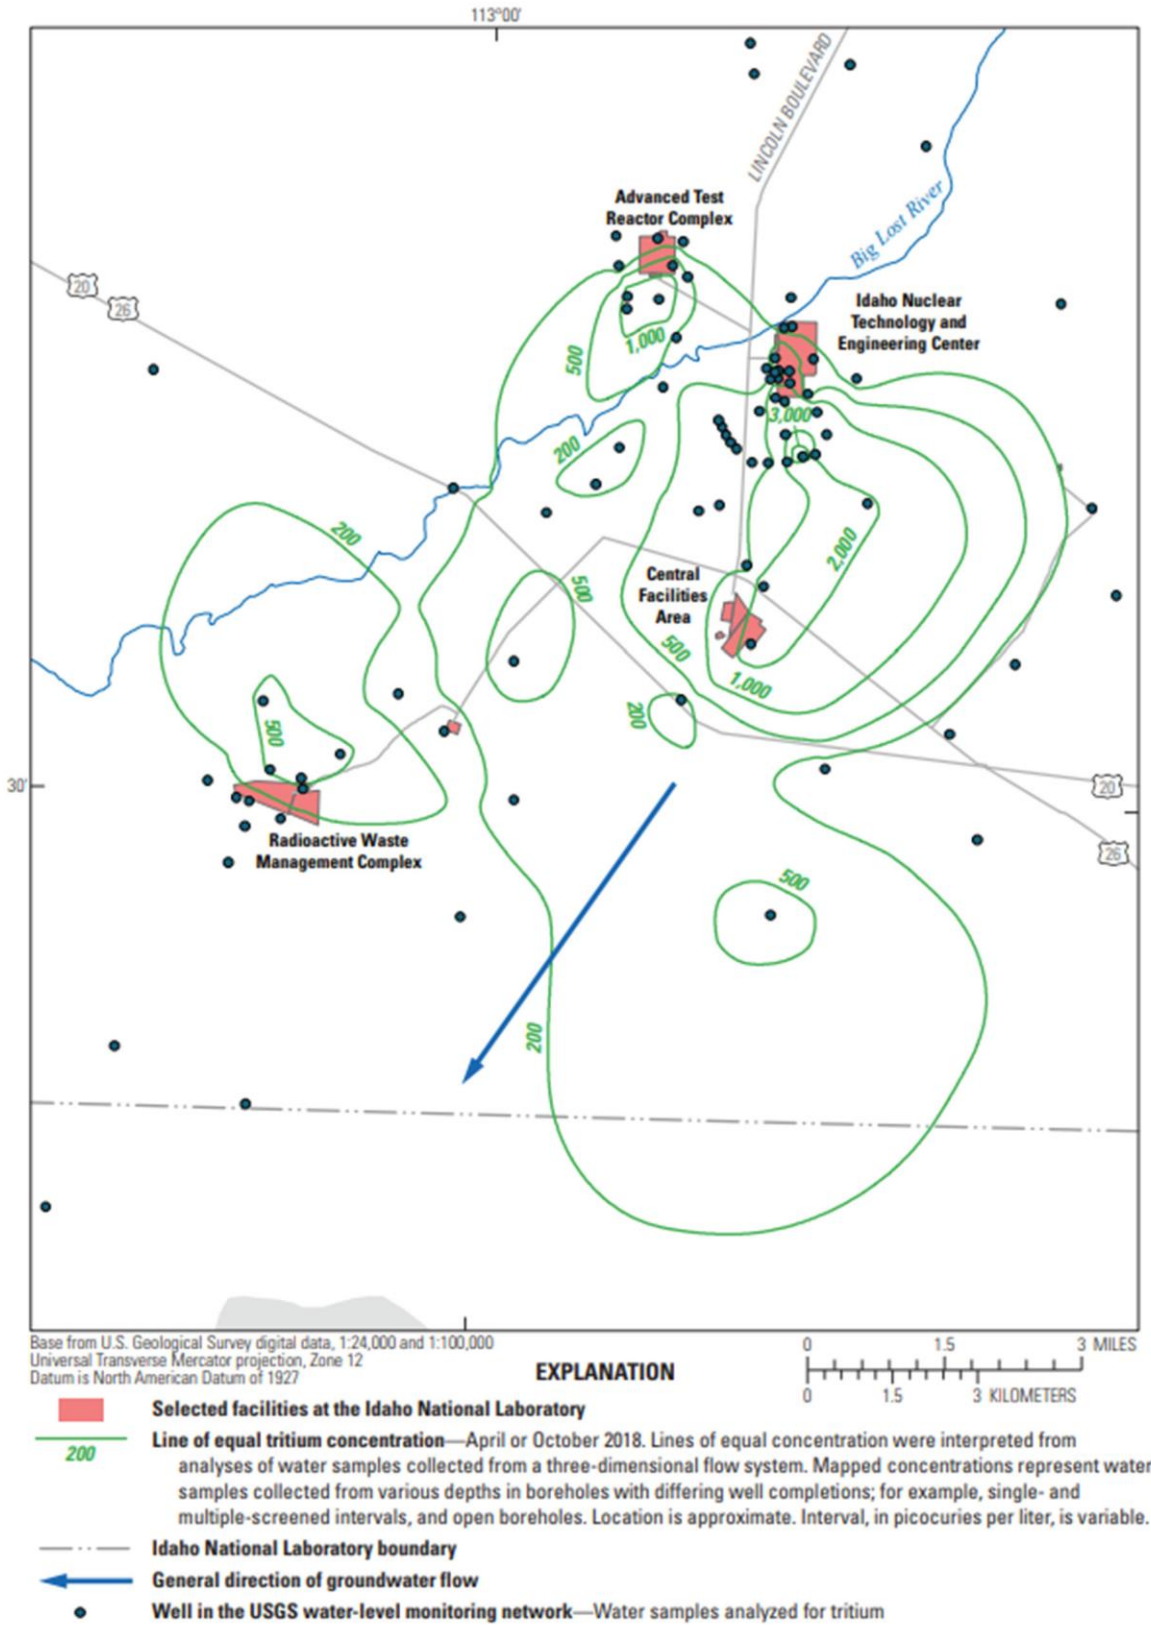 113°00'
LINCOLN BOULEVARD
Advanced Test
Reactor Complex
Big Lost River
20
26
Idaho Nuclear
Technology and
Engineering Center
500
1,000
3,000
200
200
2,000
500
Central
Facilities
Area
500
1,000
200
500
30'
20
Radioactive Waste
Management Complex
26
500
200
Base from U.S. Geological Survey digital data, 1:24,000 and 1:100,000
Universal Transverse Mercator projection, Zone 12
Datum is North American Datum of 1927
0 1.5 3 MILES
0 1.5 3 KILOMETERS
EXPLANATION
Selected facilities at the Idaho National Laboratory
200
Line of equal tritium concentration—April or October 2018. Lines of equal concentration were interpreted from
analyses of water samples collected from a three-dimensional flow system. Mapped concentrations represent water
samples collected from various depths in boreholes with differing well completions; for example, single- and
multiple-screened intervals, and open boreholes. Location is approximate. Interval, in picocuries per liter, is variable.
Idaho National Laboratory boundary
General direction of groundwater flow
Well in the USGS water-level monitoring network—Water samples analyzed for tritium